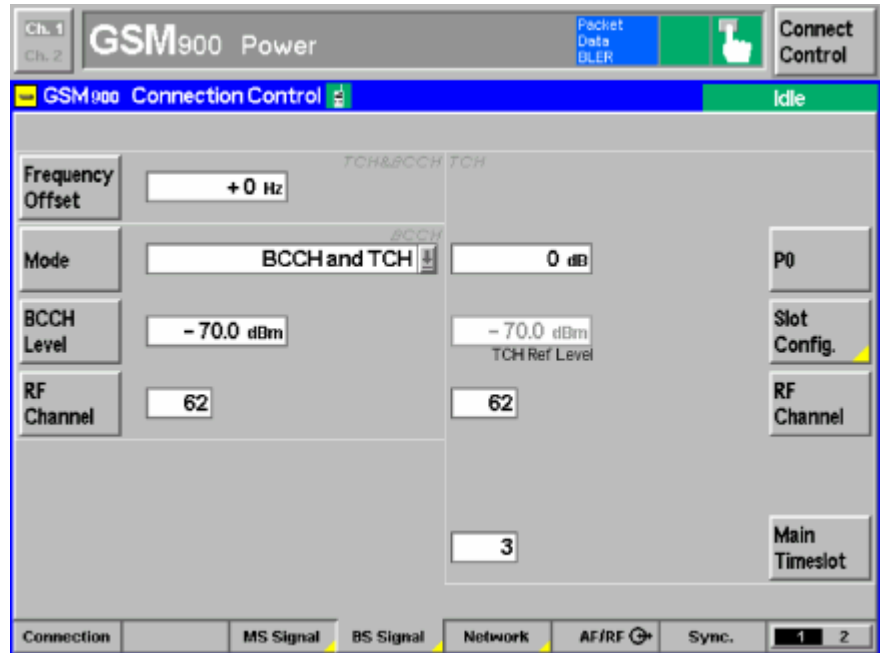 Ch. 1
Ch. 2
GSM900 Power
Packet
Data
BLER
Connect
Control
GSM900 Connection Control
Idle
TCH&BCCH TCH
Frequency
Offset
+0 Hz
BCCH
Mode
BCCH and TCH
0 dB
P0
BCCH
Level
-70.0 dBm
-70.0 dBm
TCH Ref Level
Slot
Config.
RF
Channel
62
62
RF
Channel
3
Main
Timeslot
Connection MS Signal BS Signal Network AF/RF Sync. 1 2